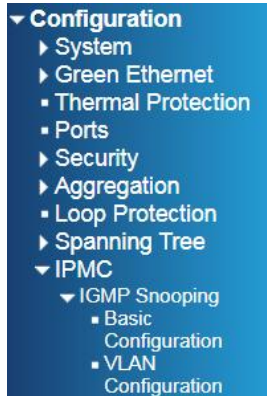 Configuration
System
Green Ethernet
Thermal Protection
Ports
Security
Aggregation
Loop Protection
Spanning Tree
IPMC
IGMP Snooping
Basic
Configuration
VLAN
Configuration